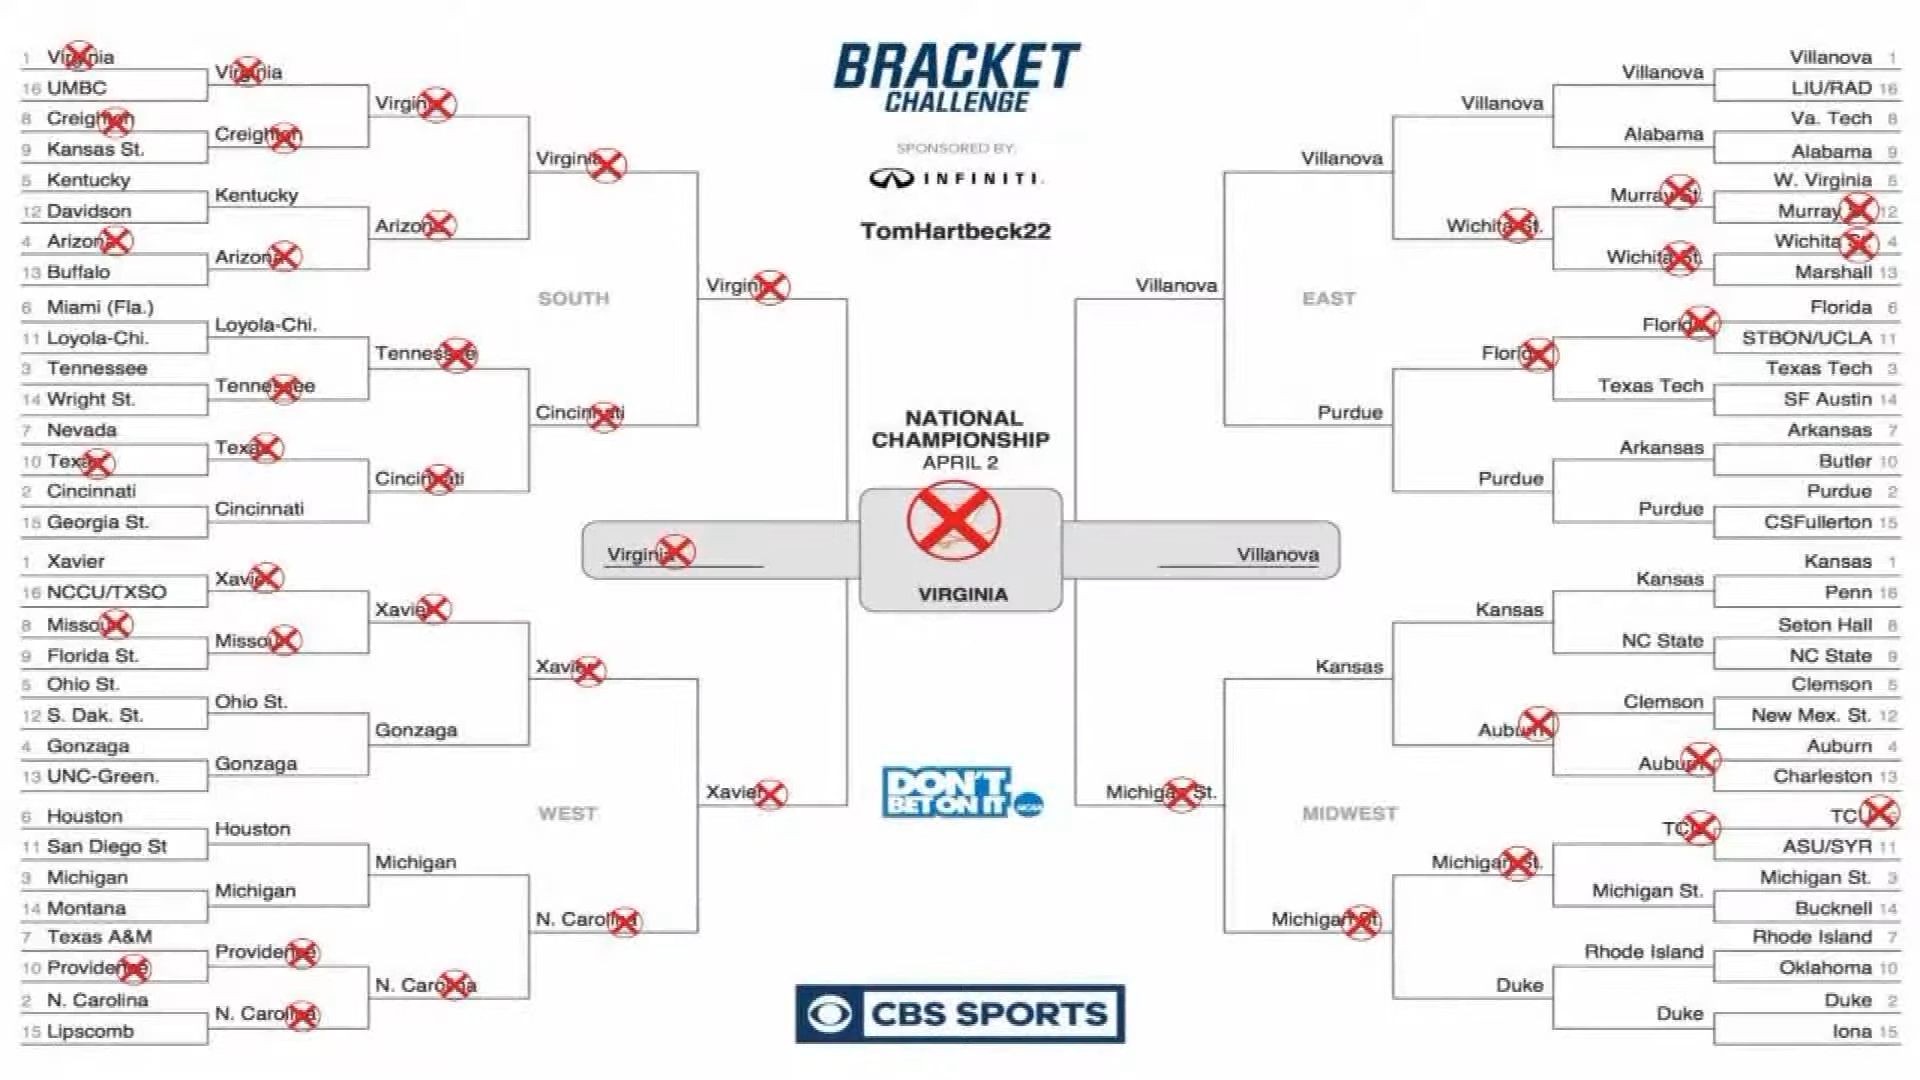 BRACKET
CHALLENGE
SPONSORED BY:
INFINITI
TomHartbeck22
1 Virginia
16 UMBC
8 Creighton
9 Kansas St.
5 Kentucky
12 Davidson
4 Arizona
13 Buffalo
6 Miami (Fla.)
11 Loyola-Chi.
3 Tennessee
14 Wright St.
7 Nevada
10 Texas
2 Cincinnati
15 Georgia St.
Virginia
Creighton
Kentucky
Arizona
Loyola-Chi.
Tennessee
Texas
Cincinnati
Virginia
Arizona
Tennessee
Cincinnati
Virginia
Cincinnati
Virginia
SOUTH
1 Xavier
16 NCCU/TXSO
8 Missouri
9 Florida St.
5 Ohio St.
12 S. Dak. St.
4 Gonzaga
13 UNC-Green.
6 Houston
11 San Diego St
3 Michigan
14 Montana
7 Texas A&M
10 Providence
2 N. Carolina
15 Lipscomb
Xavier
Missouri
Ohio St.
Gonzaga
Houston
Michigan
Providence
N. Carolina
Xavier
Gonzaga
Michigan
N. Carolina
Xavier
N. Carolina
Xavier
WEST
NATIONAL
CHAMPIONSHIP
APRIL 2
Virginia
VIRGINIA
Villanova
Villanova 1
LIU/RAD 16
Va. Tech 8
Alabama 9
W. Virginia 5
Murray St. 12
Wichita St. 4
Marshall 13
Florida 6
STBON/UCLA 11
Texas Tech 3
SF Austin 14
Arkansas 7
Butler 10
Purdue 2
CSFullerton 15
Villanova
Alabama
Murray St.
Wichita St.
Florida
Texas Tech
Arkansas
Purdue
Villanova
Wichita St.
Florida
Purdue
Villanova
Purdue
Villanova
EAST
Kansas 1
Penn 16
Seton Hall 8
NC State 9
Clemson 5
New Mex. St. 12
Auburn 4
Charleston 13
TCU
ASU/SYR 11
Michigan St. 3
Bucknell 14
Rhode Island 7
Oklahoma 10
Duke 2
Iona 15
Kansas
NC State
Clemson
Auburn
TCU
Michigan St.
Rhode Island
Duke
Kansas
Auburn
Michigan St.
Duke
Kansas
Michigan St.
Michigan St.
MIDWEST
DON'T
BET ON IT
NCAA
CBS SPORTS